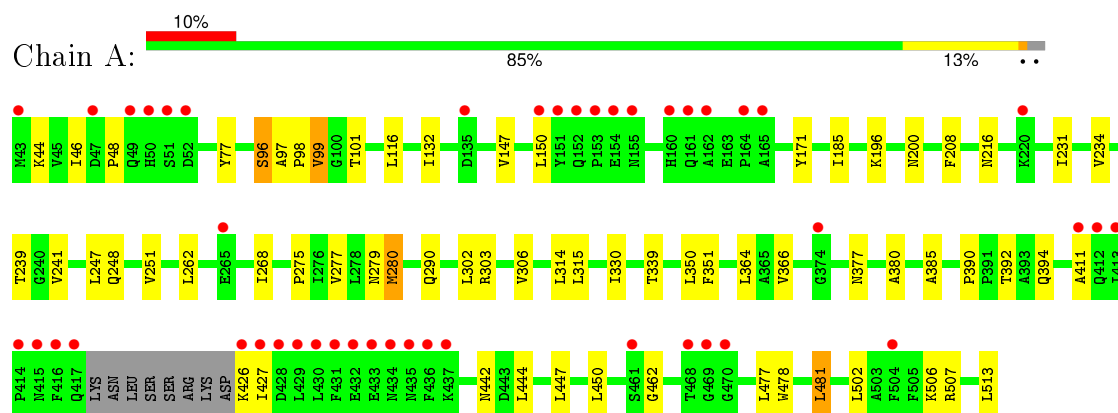 10%
Chain A:
85% 13% • •
M43 K44 V45 I46 D47 P48 Q49 H50 S51 D52 Y77 S96 A97 P98 V99 G100 T101 L116 I132 D135 V147 L150 Y151 Q152 P153 E154 N155 H160 Q161 A162 E163 P164 A165 Y171 I185 K196 N200 F208 N216 K220 I231 V234
T239 G240 V241 L247 Q248 V251 L262 E265 I268 P275 I276 V277 L278 N279 M280 Q290 L302 R303 V306 L314 L315 I330 T339 L350 F351 L364 A365 V366 G374 N377 A380 A385 P390 P391 T392 A393 Q394 A411 Q412 I413
P414 N415 F416 Q417 LYS ASN LEU SER SER ARG LYS ASP K426 I427 D428 L429 L430 F431 E432 E433 N434 N435 F436 K437 N442 D443 L444 L447 L450 S461 G462 T468 G469 G470 L477 W478 L481 L502 A503 F504 F505 K506 R507 L513